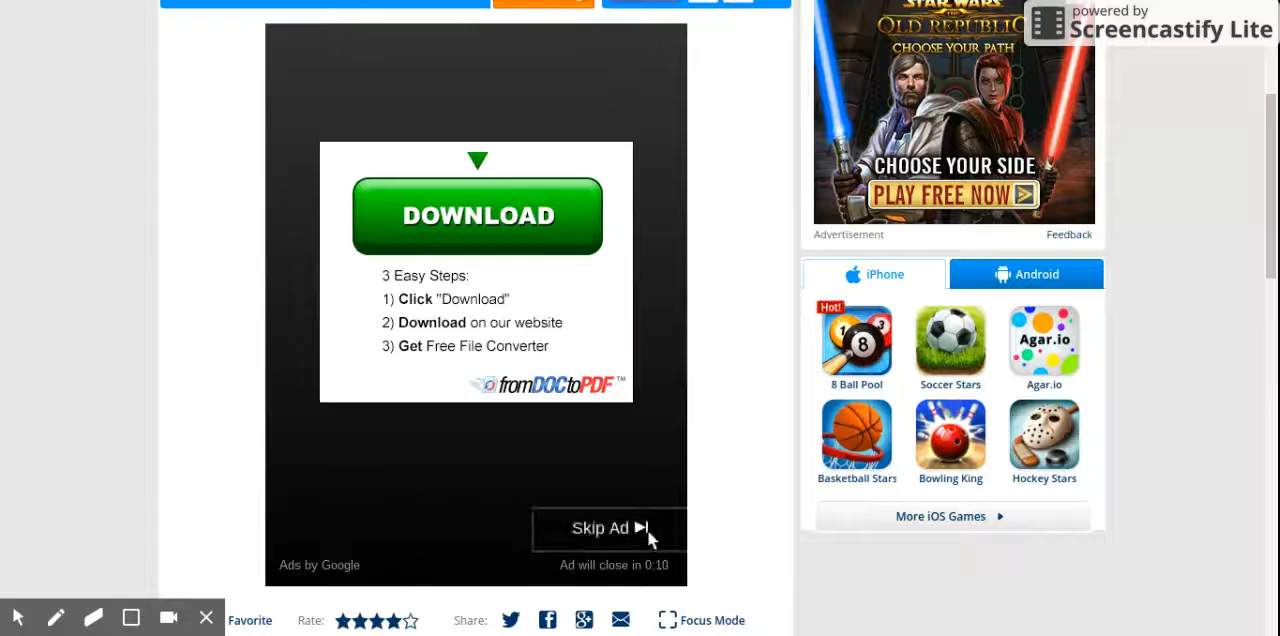 STAR WARS
OLD REPUBLIC
CHOOSE YOUR PATH
powered by
Screencastify Lite
DOWNLOAD
3 Easy Steps:
1) Click "Download"
2) Download on our website
3) Get Free File Converter
fromDOCtoPDF™
Skip Ad
Ads by Google
Ad will close in 0:10
CHOOSE YOUR SIDE
PLAY FREE NOW
Advertisement
Feedback
iPhone
Android
Hot!
8 Ball Pool
Soccer Stars
Agar.io
Agar.io
Basketball Stars
Bowling King
Hockey Stars
More iOS Games
Favorite
Rate:
Share:
Focus Mode